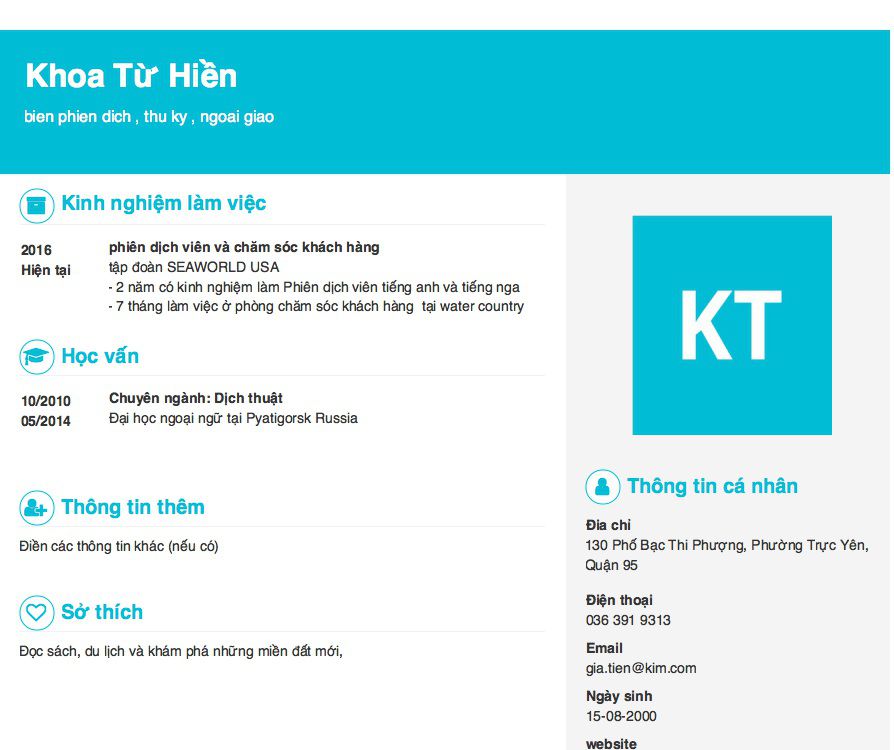 Khoa Từ Hiền
bien phien dich , thu ky , ngoai giao
Kinh nghiệm làm việc
2016
Hiện tại
phiên dịch viên và chăm sóc khách hàng
tập đoàn SEAWORLD USA
- 2 năm có kinh nghiệm làm Phiên dịch viên tiếng anh và tiếng nga
- 7 tháng làm việc ở phòng chăm sóc khách hàng  tại water country
Học vấn
10/2010
05/2014
Chuyên ngành: Dịch thuật
Đại học ngoại ngữ tại Pyatigorsk Russia
Thông tin thêm
Điền các thông tin khác (nếu có)
Sở thích
Đọc sách, du lịch và khám phá những miền đất mới,
KT
Thông tin cá nhân
Đia chỉ
130 Phố Bạc Thi Phượng, Phường Trực Yên,
Quận 95
Điện thoại
036 391 9313
Email
gia.tien@kim.com
Ngày sinh
15-08-2000
website